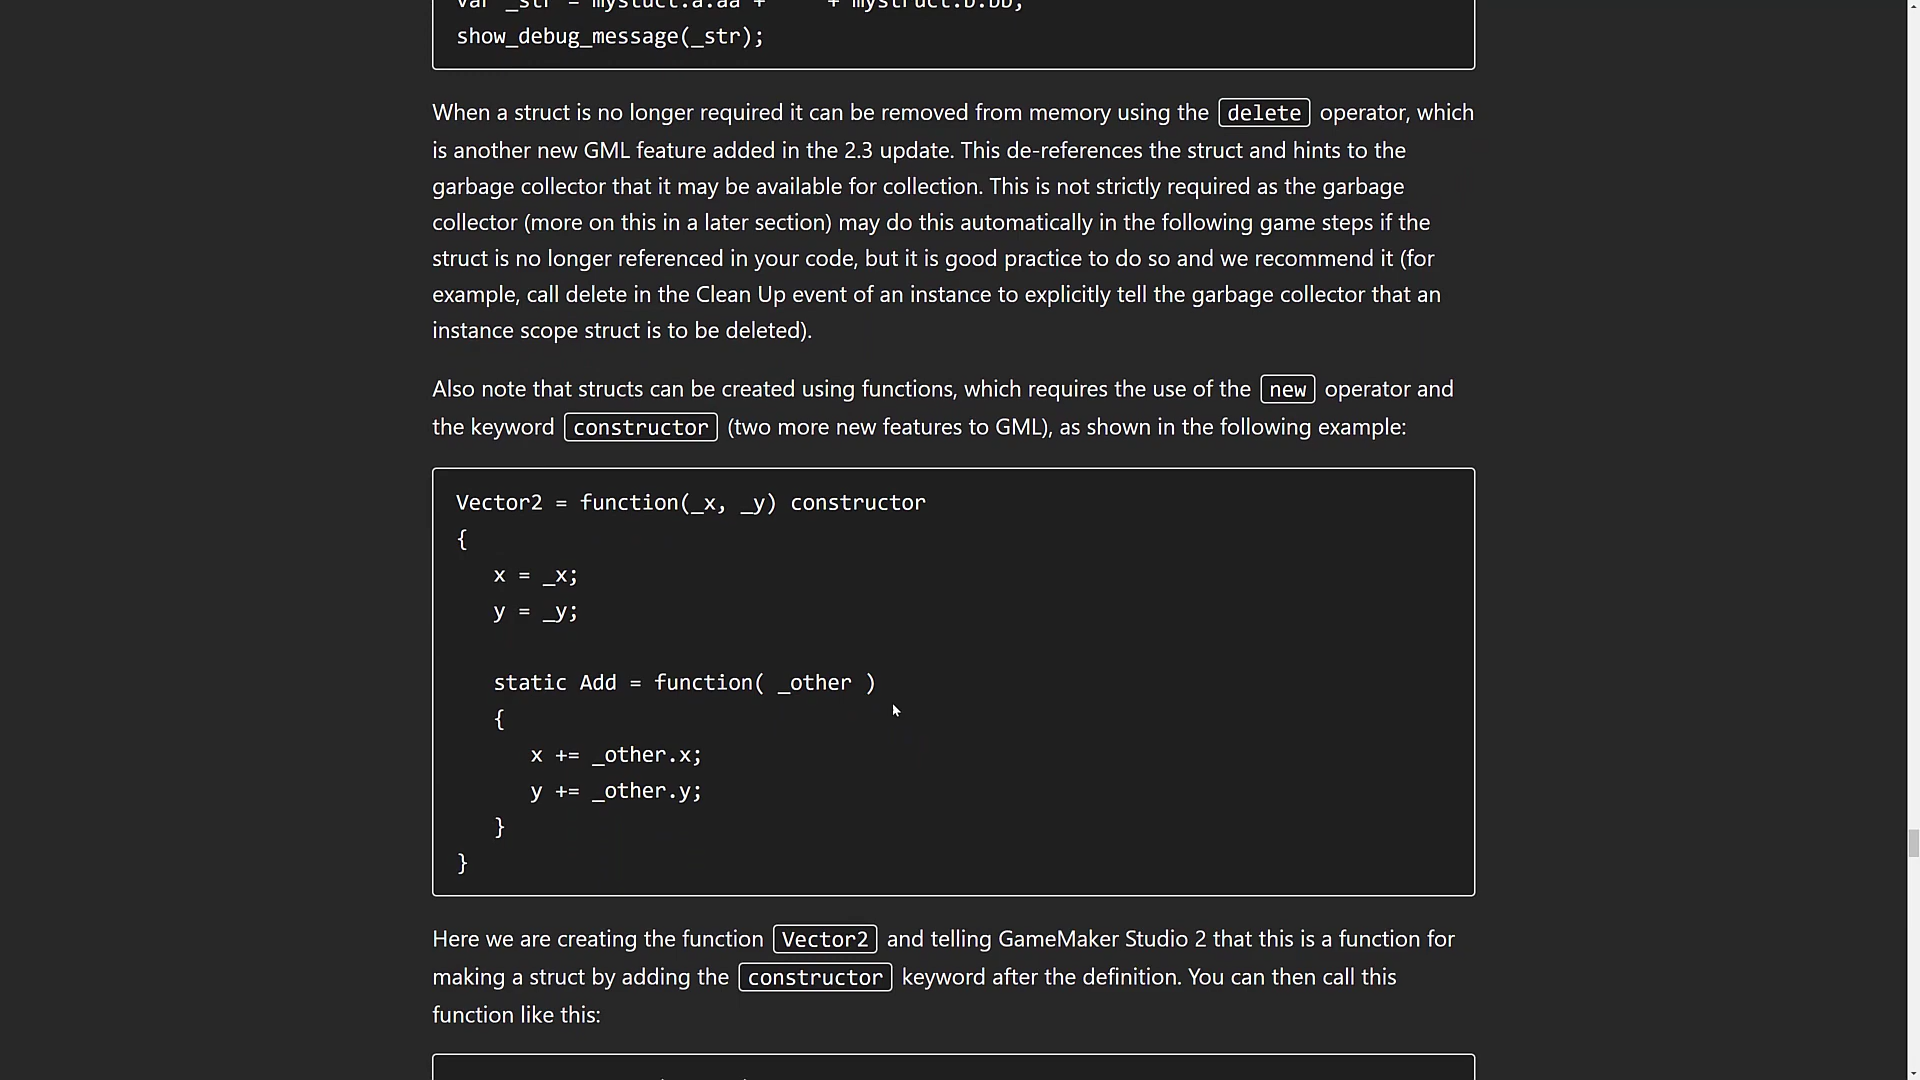 var _str = mystuct.a.aa + + mystruct.b.bb;
show_debug_message(_str);
When a struct is no longer required it can be removed from memory using the delete operator, which
is another new GML feature added in the 2.3 update. This de-references the struct and hints to the
garbage collector that it may be available for collection. This is not strictly required as the garbage
collector (more on this in a later section) may do this automatically in the following game steps if the
struct is no longer referenced in your code, but it is good practice to do so and we recommend it (for
example, call delete in the Clean Up event of an instance to explicitly tell the garbage collector that an
instance scope struct is to be deleted).
Also note that structs can be created using functions, which requires the use of the new operator and
the keyword constructor (two more new features to GML), as shown in the following example:
Vector2 = function(_x, _y) constructor
{
x = _x;
y = _y;
static Add = function( _other )
{
x += _other.x;
y += _other.y;
}
}
Here we are creating the function Vector2 and telling GameMaker Studio 2 that this is a function for
making a struct by adding the constructor keyword after the definition. You can then call this
function like this: